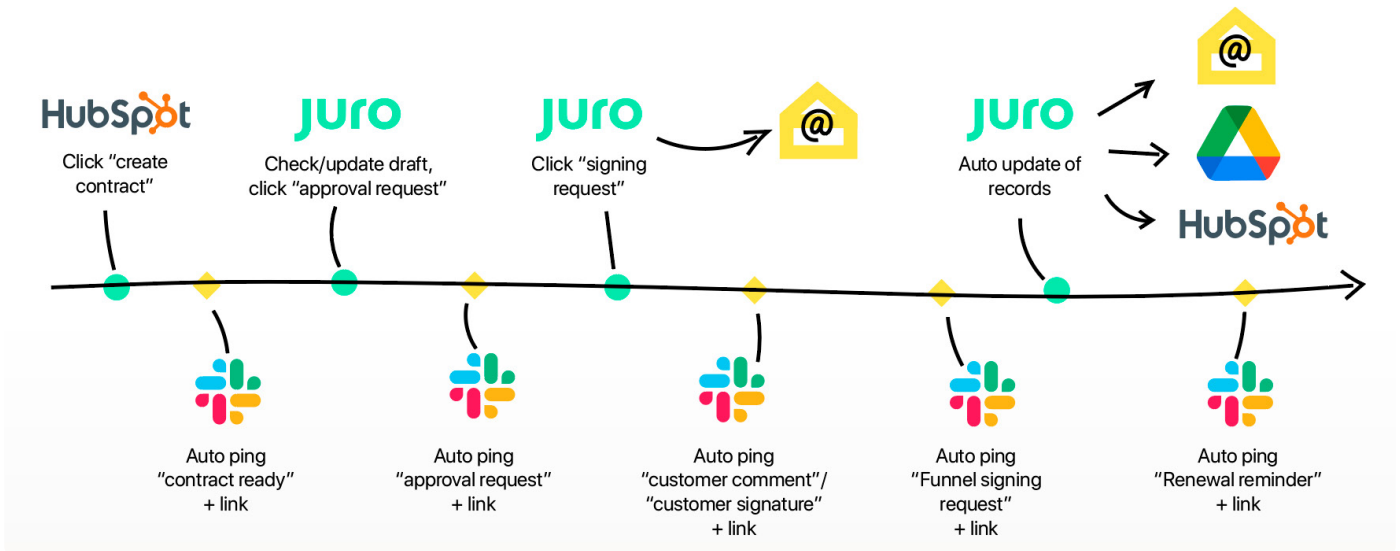 HubSpot
Click “create
contract”
Juro
Check/update draft,
click “approval request”
Juro
Click “signing
request”
@
Juro
Auto update of
records
@
HubSpot
Auto ping
“contract ready”
+ link
Auto ping
“approval request”
+ link
Auto ping
“customer comment”/
“customer signature”
+ link
Auto ping
“Funnel signing
request”
+ link
Auto ping
“Renewal reminder”
+ link